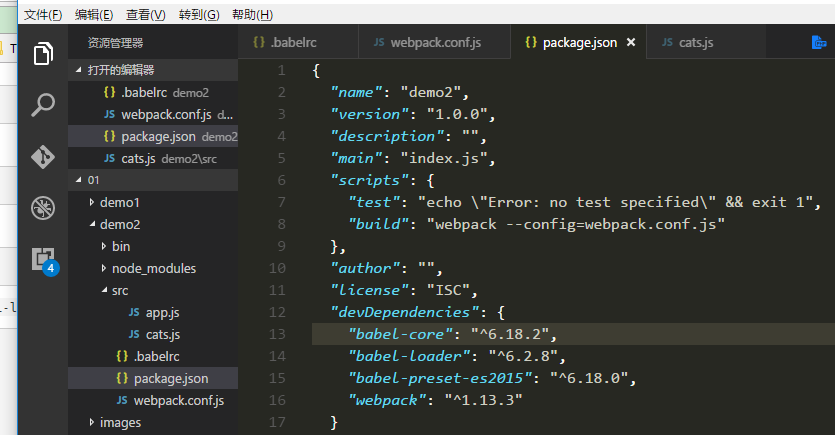 文件(F) 编辑(E) 查看(V) 转到(G) 帮助(H)
资源管理器
打开的编辑器
{} .babelrc
JS webpack.conf.js d...
{} package.json demo2
JS cats.js demo2\src
01
demo1
demo2
bin
node_modules
src
JS app.js
JS cats.js
{} .babelrc
{} package.json
JS webpack.conf.js
images
4
{} .babelrc JS webpack.conf.js {} package.json × JS cats.js
1 {
2 "name": "demo2",
3 "version": "1.0.0",
4 "description": "",
5 "main": "index.js",
6 "scripts": {
7 "test": "echo \"Error: no test specified\" && exit 1",
8 "build": "webpack --config=webpack.conf.js"
9 },
10 "author": "",
11 "license": "ISC",
12 "devDependencies": {
13 "babel-core": "^6.18.2",
14 "babel-loader": "^6.2.8",
15 "babel-preset-es2015": "^6.18.0",
16 "webpack": "^1.13.3"
17 }